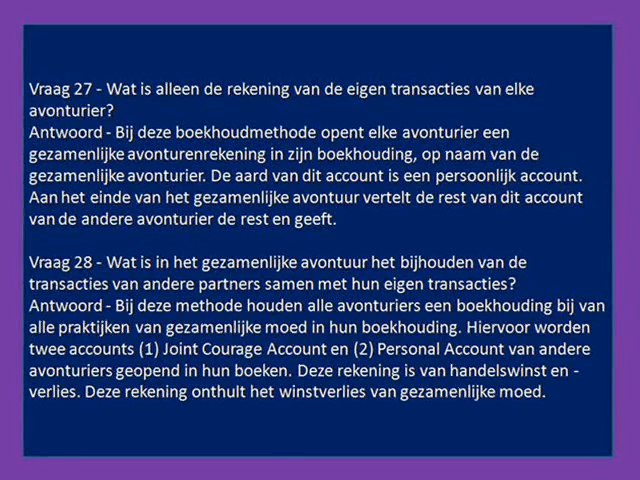 Vraag 27 - Wat is alleen de rekening van de eigen transacties van elke
avonturier?
Antwoord - Bij deze boekhoudmethode opent elke avonturier een
gezamenlijke avonturenrekening in zijn boekhouding, op naam van de
gezamenlijke avonturier. De aard van dit account is een persoonlijk account.
Aan het einde van het gezamenlijke avontuur vertelt de rest van dit account
van de andere avonturier de rest en geeft.
Vraag 28 - Wat is in het gezamenlijke avontuur het bijhouden van de
transacties van andere partners samen met hun eigen transacties?
Antwoord - Bij deze methode houden alle avonturiers een boekhouding bij van
alle praktijken van gezamenlijke moed in hun boekhouding. Hiervoor worden
twee accounts (1) Joint Courage Account en (2) Personal Account van andere
avonturiers geopend in hun boeken. Deze rekening is van handelswinst en -
verlies. Deze rekening onthult het winstverlies van gezamenlijke moed.